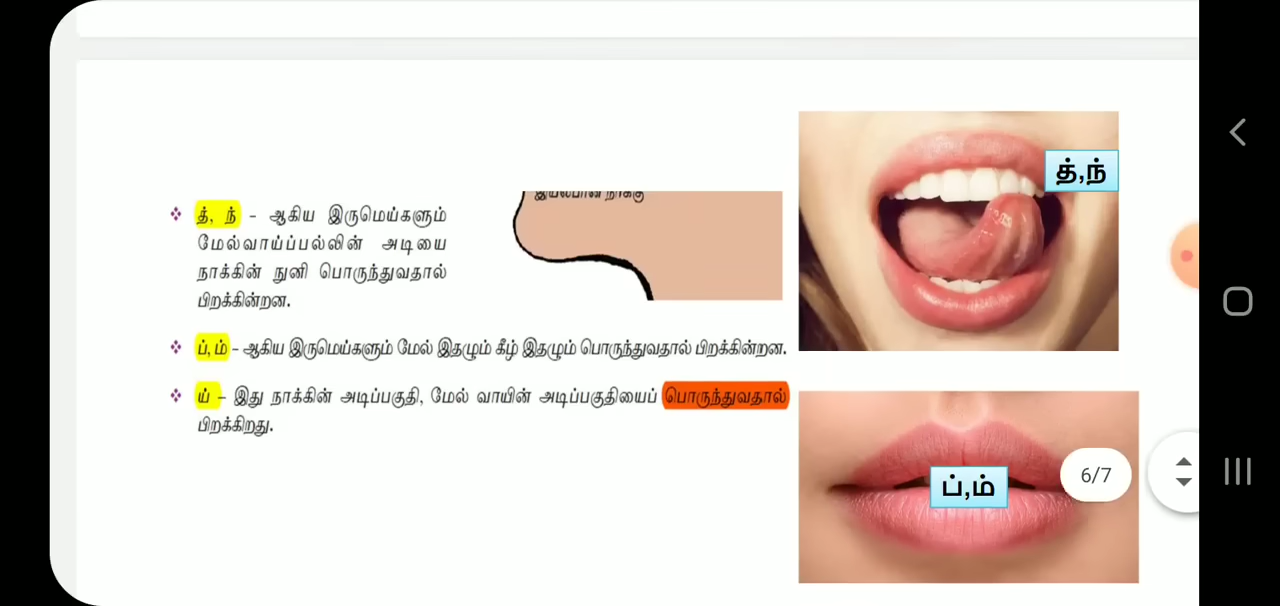 இயல்பான நாக்கு
த்,ந்
❖ த், ந் – ஆகிய இருமெய்களும்
மேல்வாய்ப்பல்லின் அடியை
நாக்கின் நுனி பொருந்துவதால்
பிறக்கின்றன.
❖ ப், ம் – ஆகிய இருமெய்களும் மேல் இதழும் கீழ் இதழும் பொருந்துவதால் பிறக்கின்றன.
❖ ய் – இது நாக்கின் அடிப்பகுதி, மேல் வாயின் அடிப்பகுதியைப் பொருந்துவதால்
பிறக்கிறது.
ப்,ம்
6/7